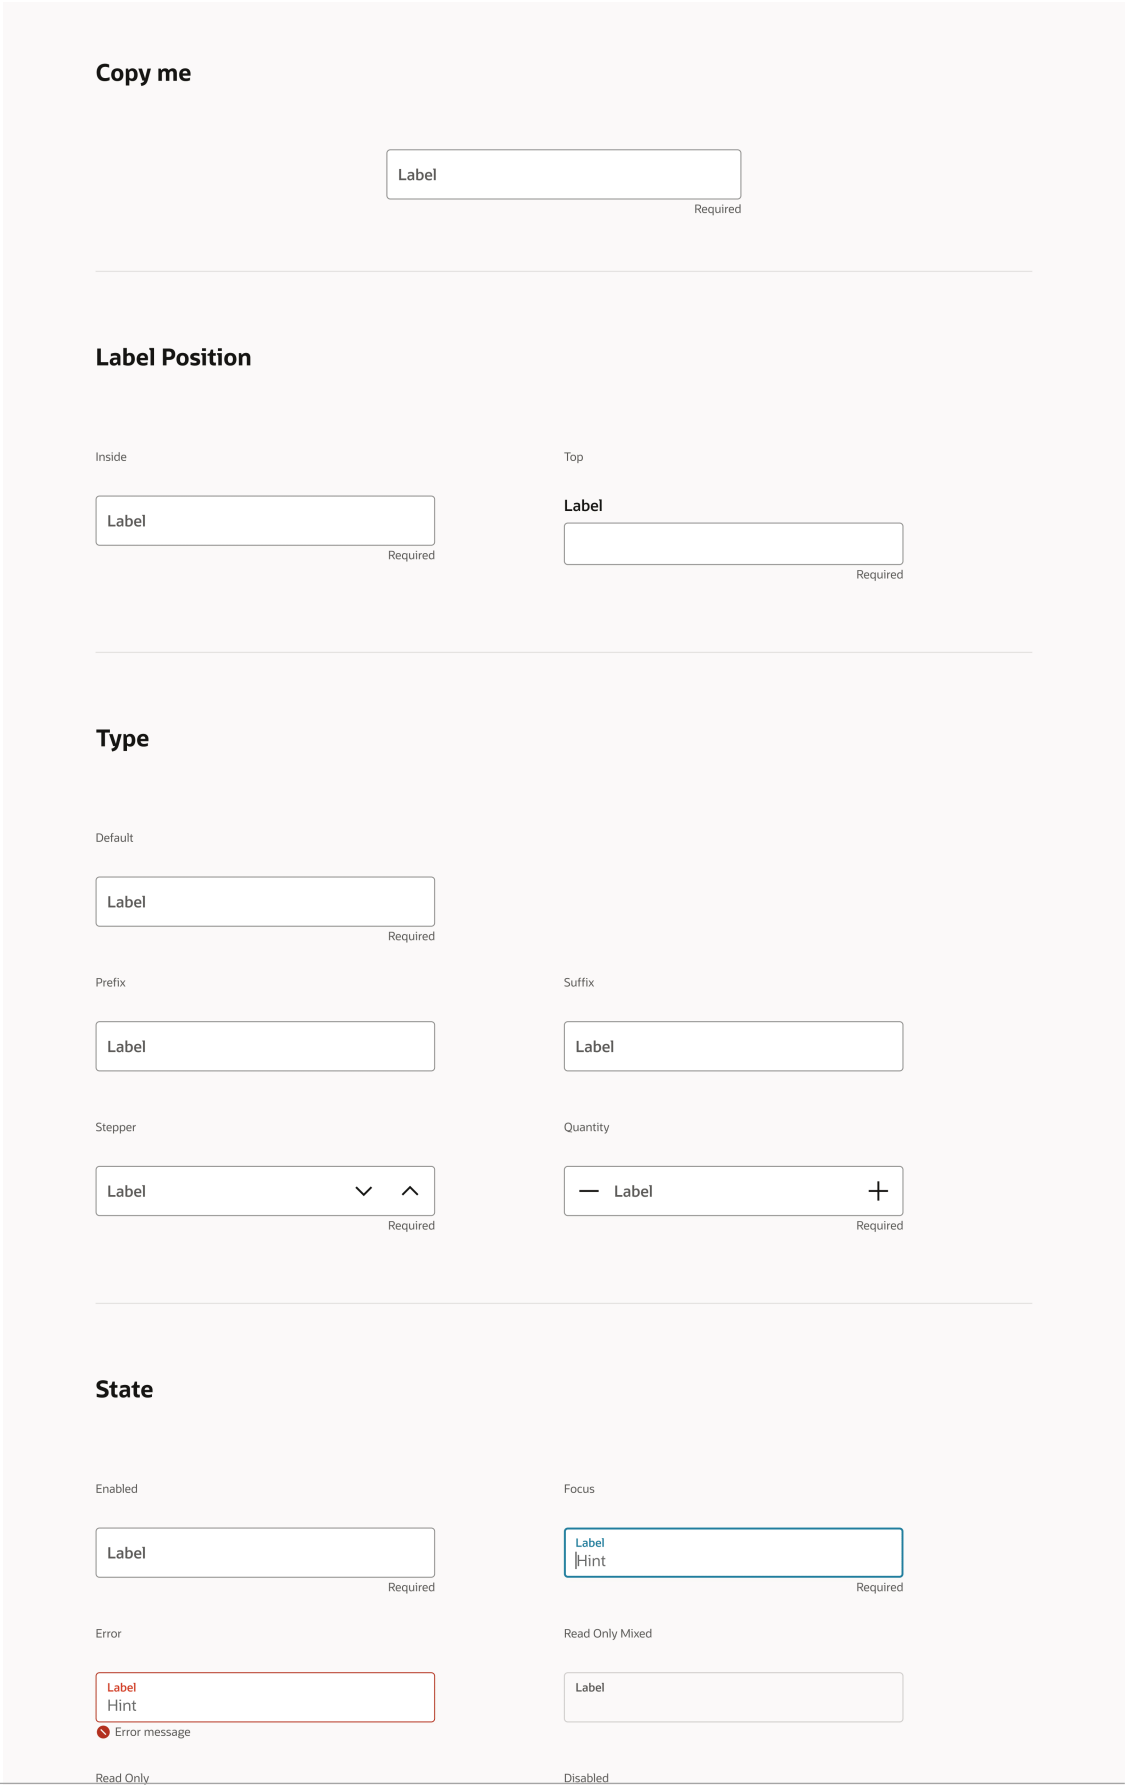 Copy me
Label
Required
Label Position
Inside
Top
Label
Label
Required
Required
Type
Default
Label
Required
Prefix
Suffix
Label
Label
Stepper
Quantity
Label
Label
Required
Required
State
Enabled
Focus
Label
Label
Hint
Required
Required
Error
Read Only Mixed
Label
Label
Hint
Error message
Read Only
Disabled